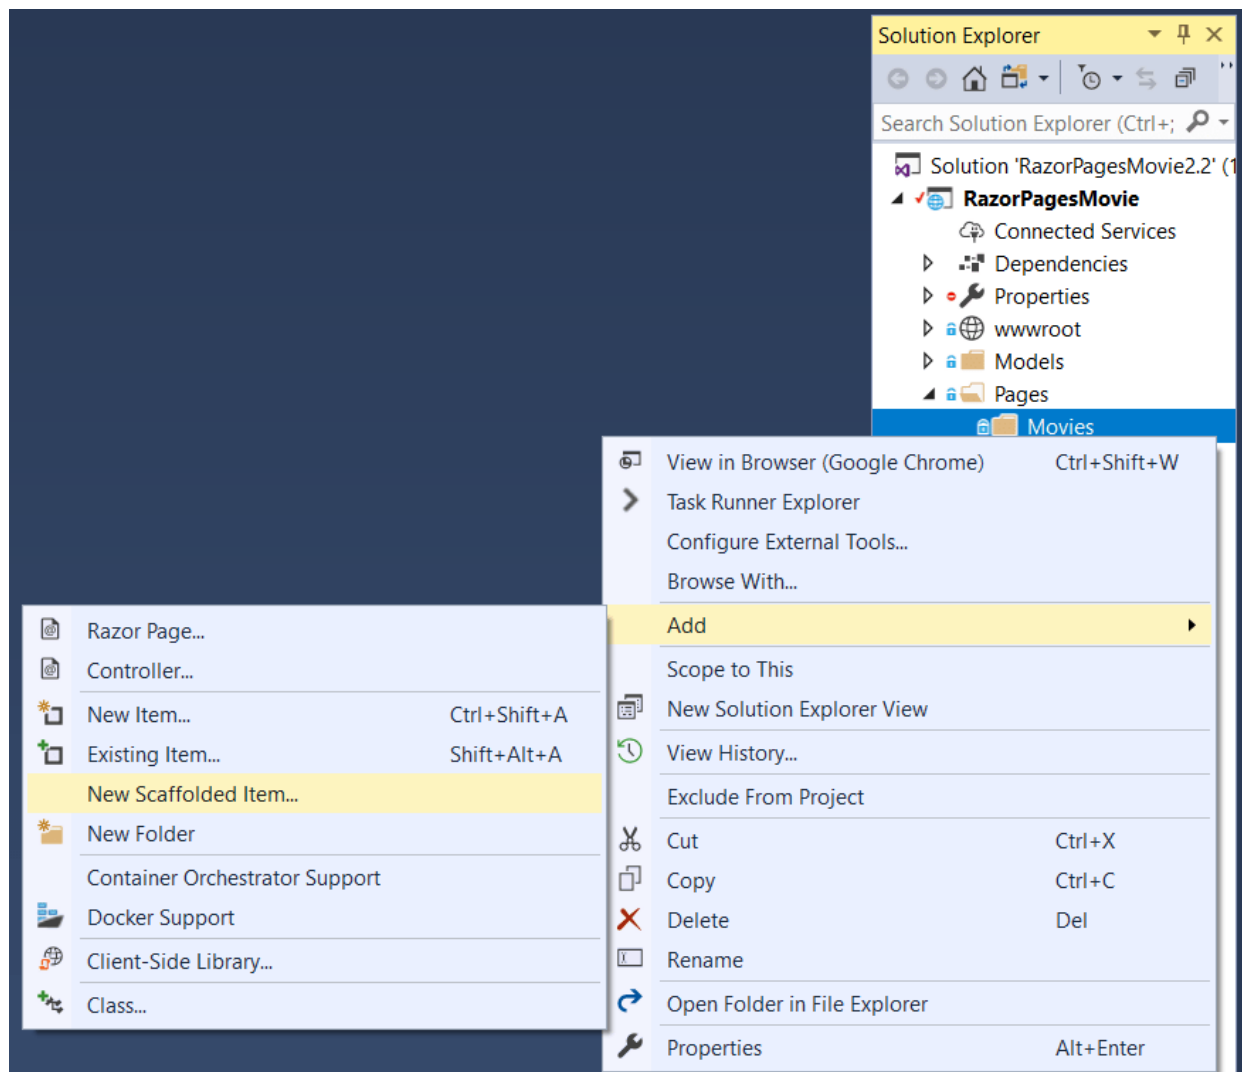 Solution Explorer
Search Solution Explorer (Ctrl+;
Solution 'RazorPagesMovie2.2' (1
RazorPagesMovie
Connected Services
Dependencies
Properties
wwwroot
Models
Pages
Movies
View in Browser (Google Chrome) Ctrl+Shift+W
Task Runner Explorer
Configure External Tools...
Browse With...
Add
Scope to This
New Solution Explorer View
View History...
Exclude From Project
Cut Ctrl+X
Copy Ctrl+C
Delete Del
Rename
Open Folder in File Explorer
Properties Alt+Enter
Razor Page...
Controller...
New Item... Ctrl+Shift+A
Existing Item... Shift+Alt+A
New Scaffolded Item...
New Folder
Container Orchestrator Support
Docker Support
Client-Side Library...
Class...